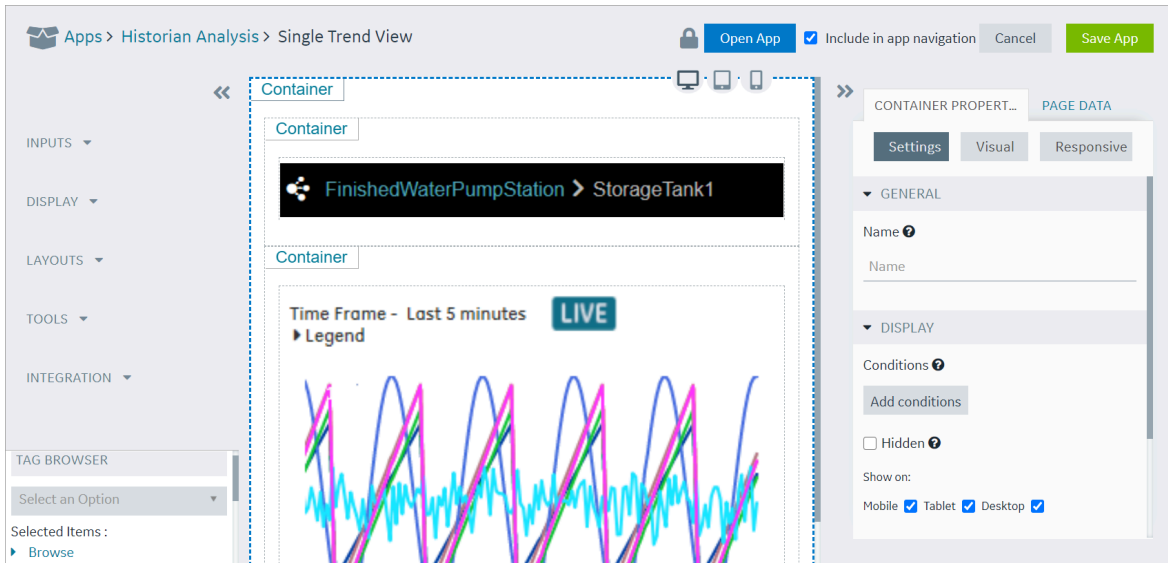 Apps > Historian Analysis > Single Trend View
Open App
Include in app navigation
Cancel
Save App
INPUTS
DISPLAY
LAYOUTS
TOOLS
INTEGRATION
TAG BROWSER
Select an Option
Selected Items :
Browse
Container
Container
FinishedWaterPumpStation > StorageTank1
Container
Time Frame - Last 5 minutes LIVE
Legend
CONTAINER PROPERT...
PAGE DATA
Settings
Visual
Responsive
GENERAL
Name
Name
DISPLAY
Conditions
Add conditions
Hidden
Show on:
Mobile Tablet Desktop